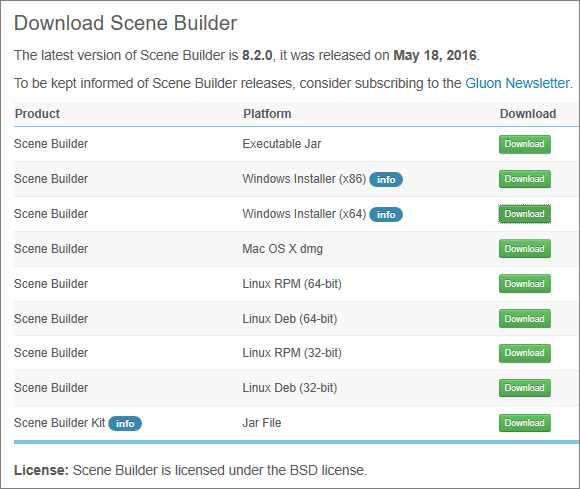 Download Scene Builder
The latest version of Scene Builder is 8.2.0, it was released on May 18, 2016.
To be kept informed of Scene Builder releases, consider subscribing to the Gluon Newsletter.
Product Platform Download
Scene Builder Executable Jar Download
Scene Builder Windows Installer (x86) info Download
Scene Builder Windows Installer (x64) info Download
Scene Builder Mac OS X dmg Download
Scene Builder Linux RPM (64-bit) Download
Scene Builder Linux Deb (64-bit) Download
Scene Builder Linux RPM (32-bit) Download
Scene Builder Linux Deb (32-bit) Download
Scene Builder Kit info Jar File Download
License: Scene Builder is licensed under the BSD license.